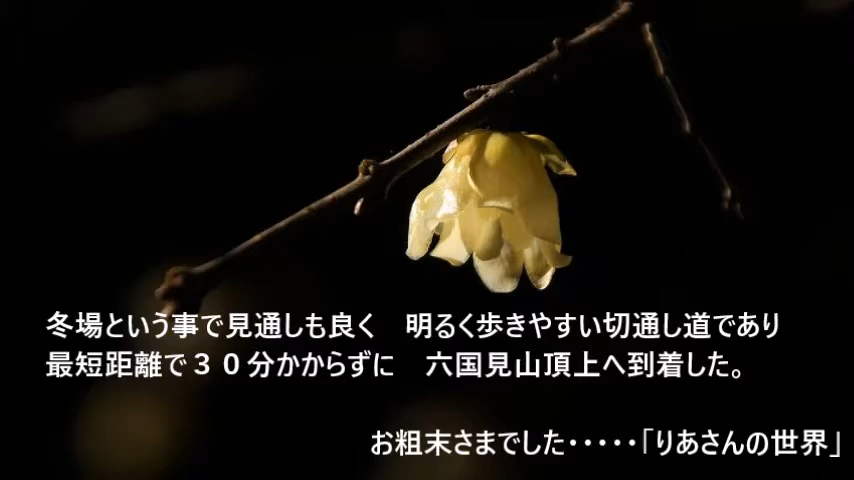 冬場という事で見通しも良く　明るく歩きやすい切通し道であり
最短距離で３０分かからずに　六国見山頂上へ到着した。
お粗末さまでした・・・・・「りあさんの世界」